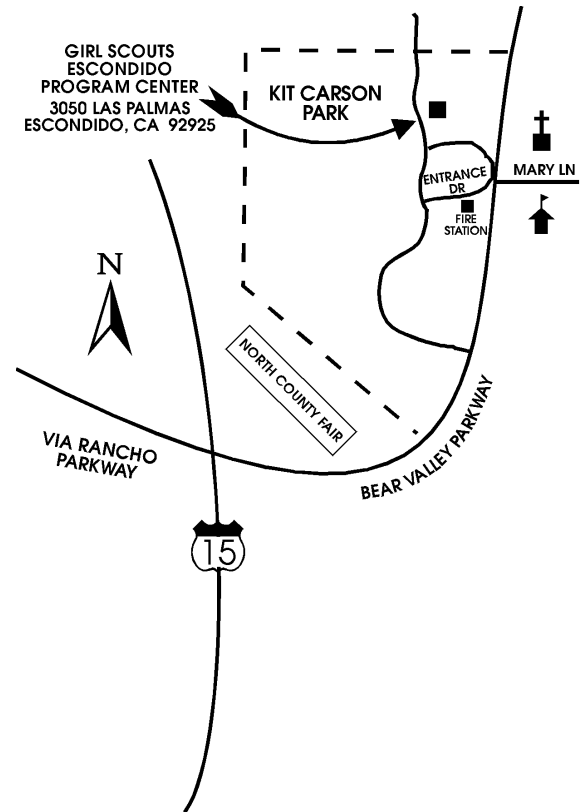 GIRL SCOUTS
ESCONDIDO
PROGRAM CENTER
3050 LAS PALMAS
ESCONDIDO, CA 92925
KIT CARSON
PARK
ENTRANCE
DR
MARY LN
FIRE
STATION
N
NORTH COUNTY FAIR
VIA RANCHO
PARKWAY
BEAR VALLEY PARKWAY
15